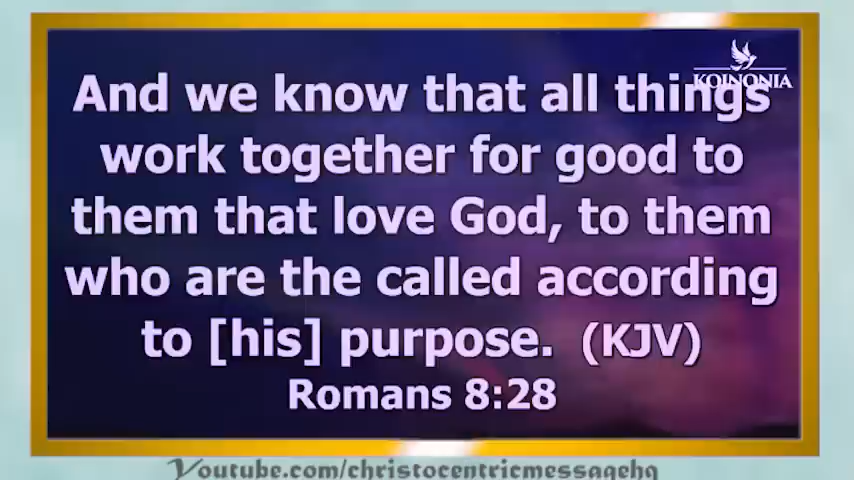 KOINONIA
And we know that all things
work together for good to
them that love God, to them
who are the called according
to [his] purpose. (KJV)
Romans 8:28
Youtube.com/christocentricmessagehq